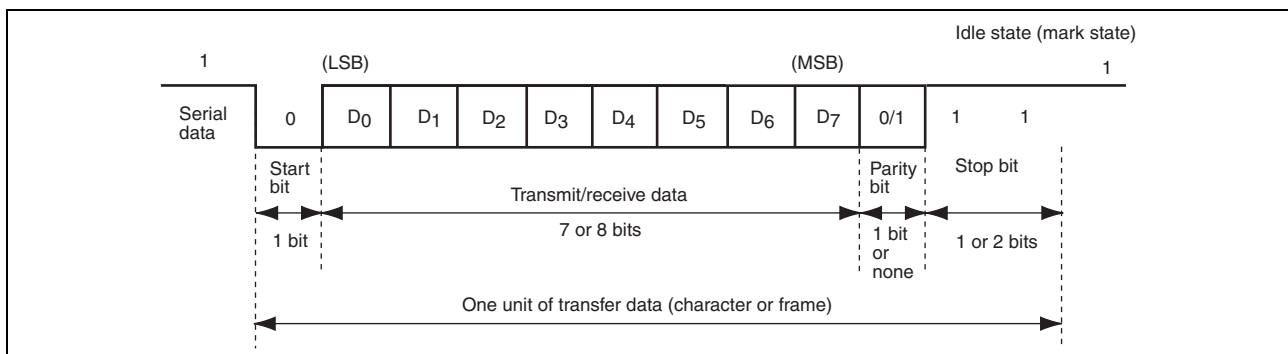 Idle state (mark state)
1 (LSB) (MSB) 1
Serial data 0 D0 D1 D2 D3 D4 D5 D6 D7 0/1 1 1
Start bit
Transmit/receive data
Parity bit
Stop bit
1 bit
7 or 8 bits
1 bit or none
1 or 2 bits
One unit of transfer data (character or frame)